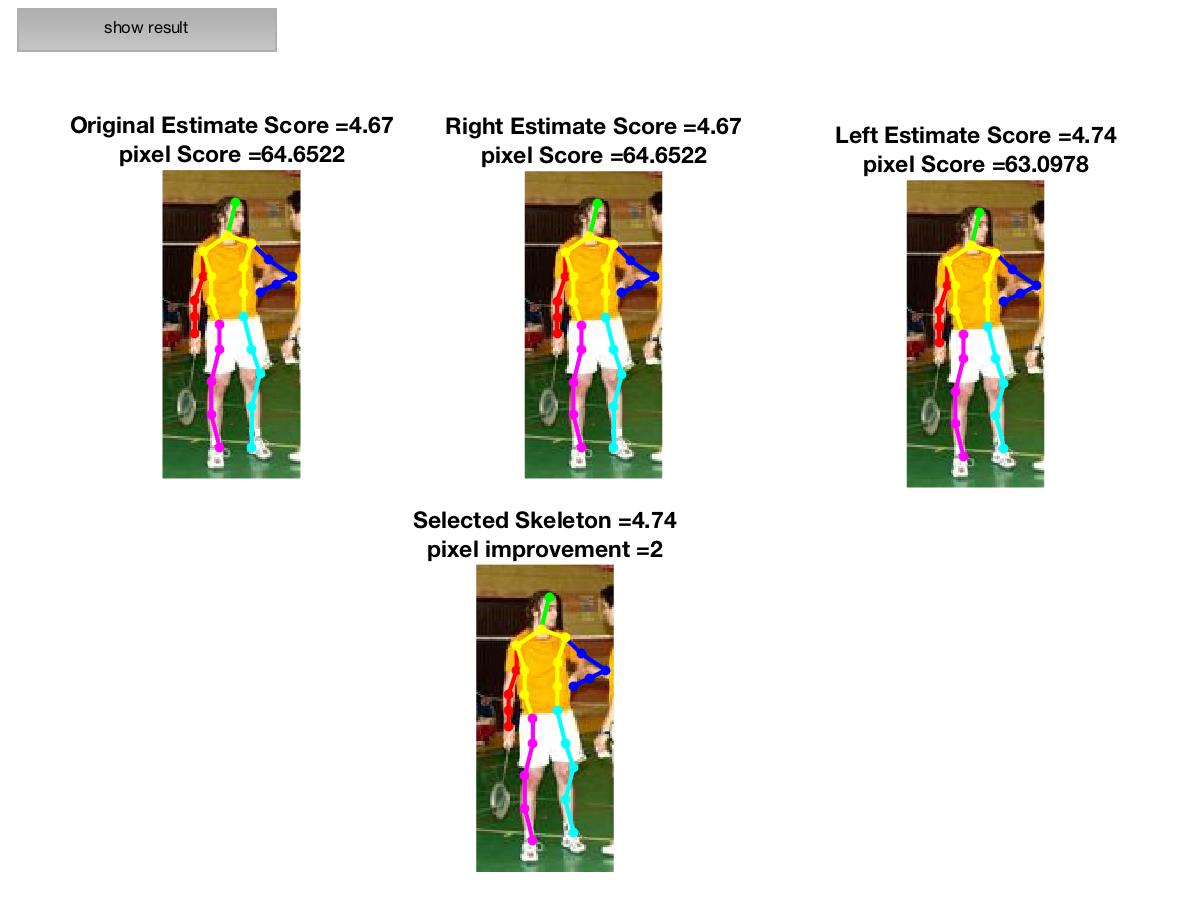 show result
Original Estimate Score =4.67
pixel Score =64.6522
Right Estimate Score =4.67
pixel Score =64.6522
Left Estimate Score =4.74
pixel Score =63.0978
Selected Skeleton =4.74
pixel improvement =2